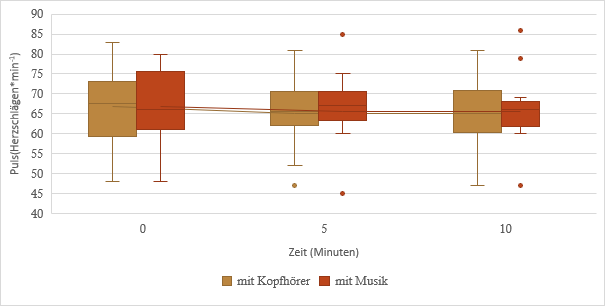 90
85
80
75
70
65
60
55
50
45
40
Puls(Herzschlägen*min⁻¹)
0 5 10
Zeit (Minuten)
mit Kopfhörer mit Musik